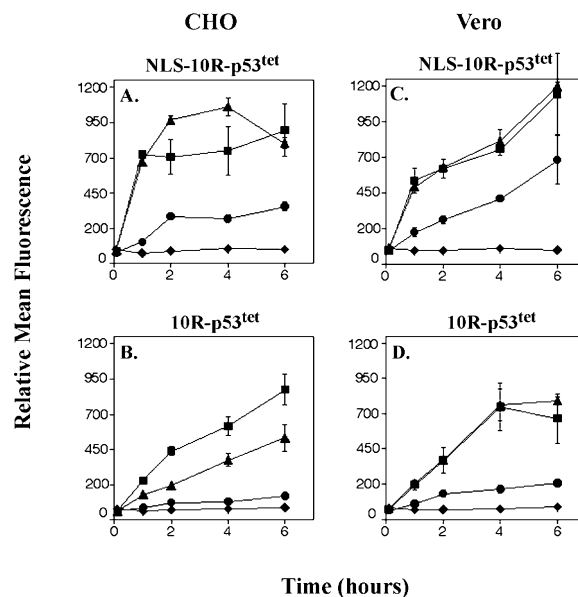 CHO Vero
NLS-10R-p53tet NLS-10R-p53tet
1200 1200
A. C.
950 950
700 700
450 450
200 200
0 0
0 2 4 6 0 2 4 6
Relative Mean Fluorescence
10R-p53tet 10R-p53tet
1200 1200
B. D.
950 950
700 700
450 450
200 200
0 0
0 2 4 6 0 2 4 6
Time (hours)